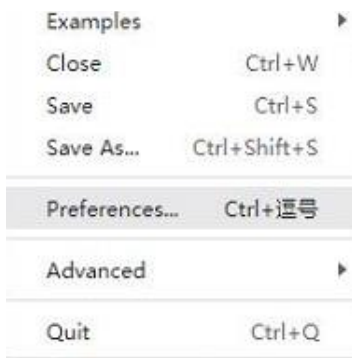 Examples
Close Ctrl+W
Save Ctrl+S
Save As... Ctrl+Shift+S
Preferences... Ctrl+逗号
Advanced
Quit Ctrl+Q